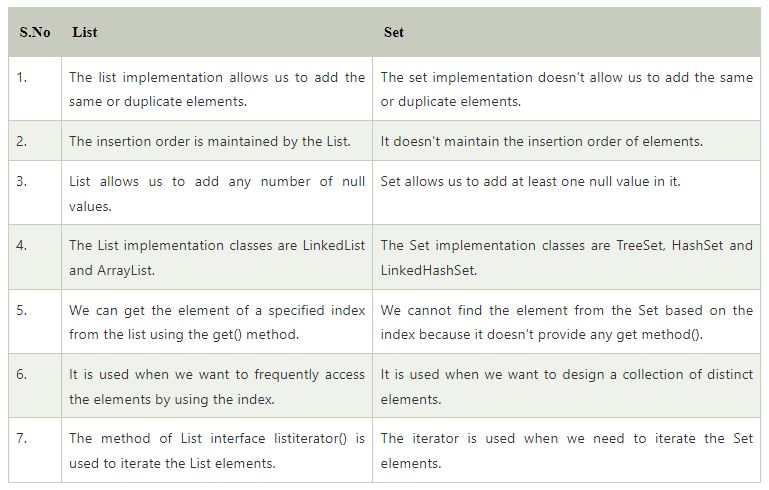 S.No List Set
1. The list implementation allows us to add the The set implementation doesn't allow us to add the same
same or duplicate elements. or duplicate elements.
2. The insertion order is maintained by the List. It doesn't maintain the insertion order of elements.
3. List allows us to add any number of null Set allows us to add at least one null value in it.
values.
4. The List implementation classes are LinkedList The Set implementation classes are TreeSet, HashSet and
and ArrayList. LinkedHashSet.
5. We can get the element of a specified index We cannot find the element from the Set based on the
from the list using the get() method. index because it doesn't provide any get method().
6. It is used when we want to frequently access It is used when we want to design a collection of distinct
the elements by using the index. elements.
7. The method of List interface listiterator() is The iterator is used when we need to iterate the Set
used to iterate the List elements. elements.